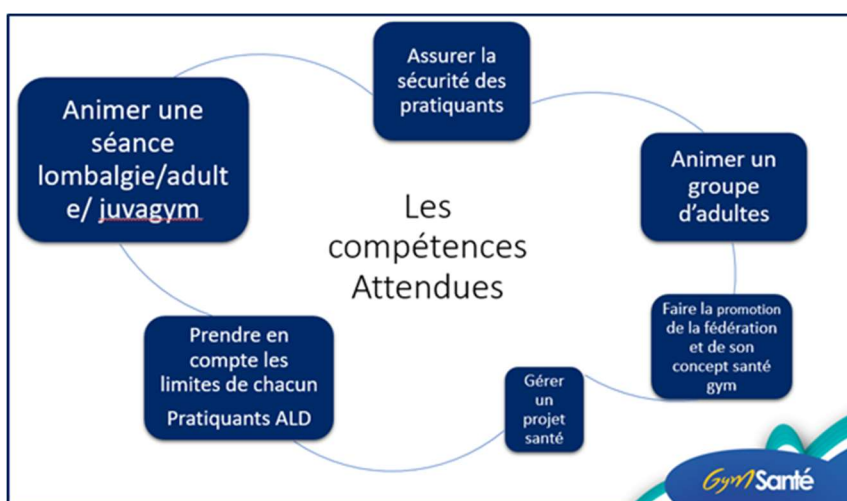 Assurer la
sécurité des
pratiquants
Animer une
séance
lombalgie/adult
e/ juvagym
Animer un
groupe
d'adultes
Les
compétences
Attendues
Faire la promotion
de la fédération
et de son
concept santé
gym
Prendre en
compte les
limites de chacun
Pratiquants ALD
Gérer
un
projet
santé
Gym Santé